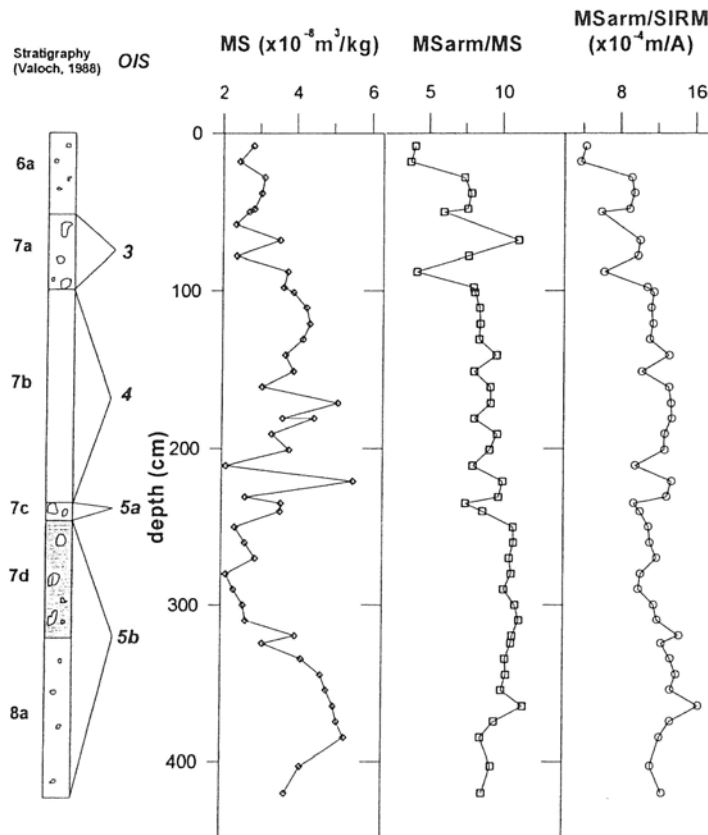 MSarm/SIRM
MS (x10⁻⁸m³/kg)
MSarm/MS
(x10⁻⁴m/A)
Stratigraphy
(Valoch, 1988)
OIS
2 4 6
5 10
8 16
0
6a
7a
3
100
7b
4
200
7c
5a
depth (cm)
7d
300
5b
8a
400